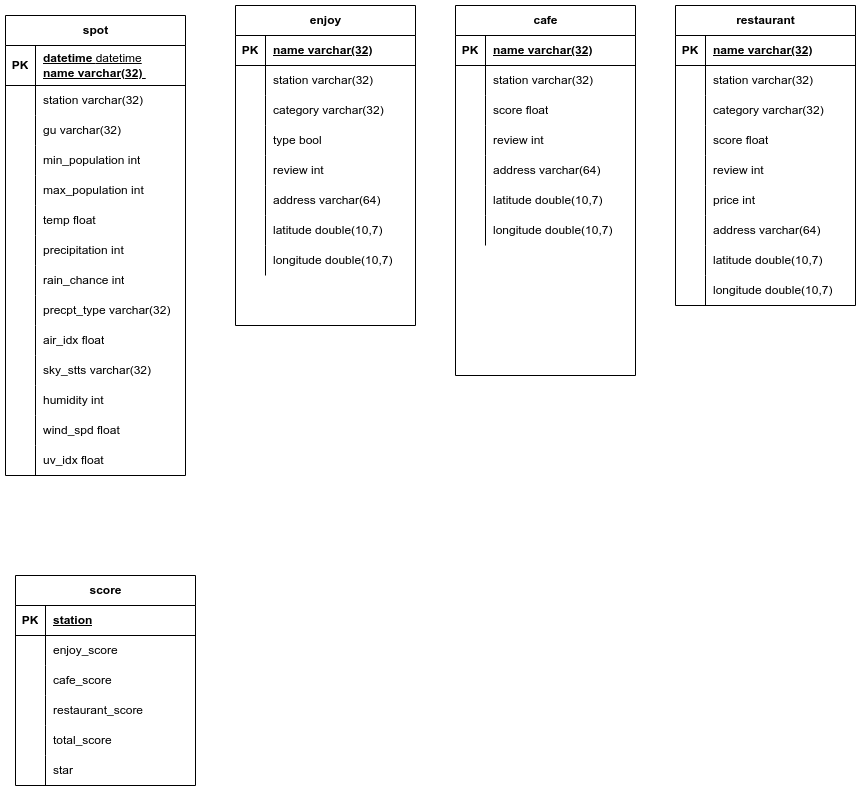 spot
PK
datetime datetime
name varchar(32)
station varchar(32)
gu varchar(32)
min_population int
max_population int
temp float
precipitation int
rain_chance int
precpt_type varchar(32)
air_idx float
sky_stts varchar(32)
humidity int
wind_spd float
uv_idx float
enjoy
PK name varchar(32)
station varchar(32)
category varchar(32)
type bool
review int
address varchar(64)
latitude double(10,7)
longitude double(10,7)
cafe
PK name varchar(32)
station varchar(32)
score float
review int
address varchar(64)
latitude double(10,7)
longitude double(10,7)
restaurant
PK name varchar(32)
station varchar(32)
category varchar(32)
score float
review int
price int
address varchar(64)
latitude double(10,7)
longitude double(10,7)
score
PK station
enjoy_score
cafe_score
restaurant_score
total_score
star